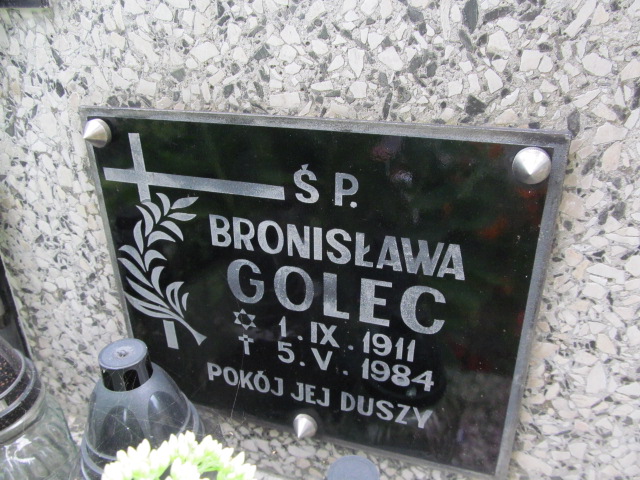 Ś P.
BRONISŁAWA
GOLEC
✡ 1.IX.1911
✝ 5.V.1984
POKÓJ JEJ DUSZY